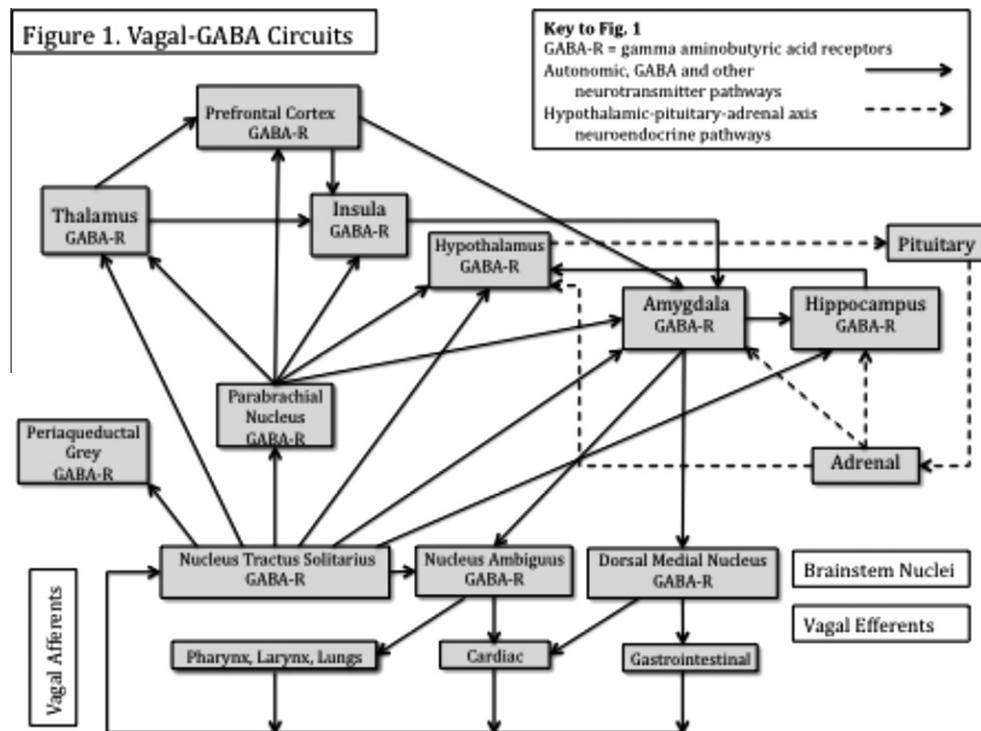 Figure 1. Vagal-GABA Circuits
Key to Fig. 1
GABA-R = gamma aminobutyric acid receptors
Autonomic, GABA and other
neurotransmitter pathways
Hypothalamic-pituitary-adrenal axis
neuroendocrine pathways
Prefrontal Cortex
GABA-R
Thalamus
GABA-R
Insula
GABA-R
Hypothalamus
GABA-R
Pituitary
Amygdala
GABA-R
Hippocampus
GABA-R
Parabrachial
Nucleus
GABA-R
Periaqueductal
Grey
GABA-R
Adrenal
Nucleus Tractus Solitarius
GABA-R
Nucleus Ambiguus
GABA-R
Dorsal Medial Nucleus
GABA-R
Brainstem Nuclei
Vagal Afferents
Vagal Efferents
Pharynx, Larynx, Lungs
Cardiac
Gastrointestinal